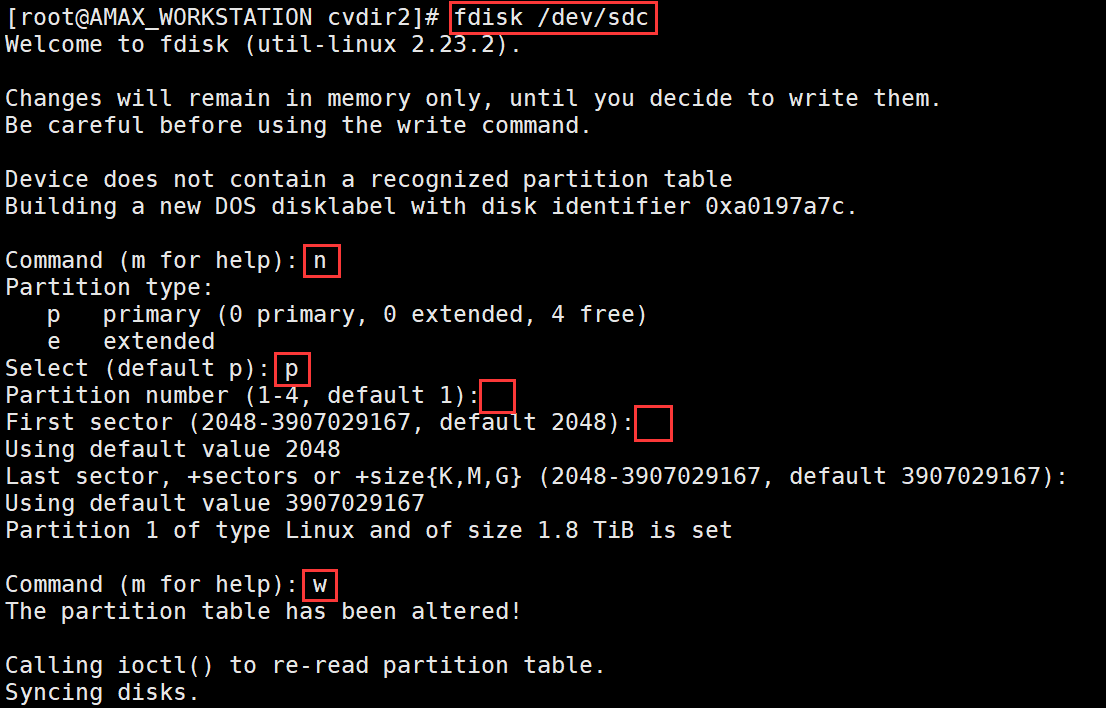 [root@AMAX_WORKSTATION cvdir2]# fdisk /dev/sdc
Welcome to fdisk (util-linux 2.23.2).
Changes will remain in memory only, until you decide to write them.
Be careful before using the write command.
Device does not contain a recognized partition table
Building a new DOS disklabel with disk identifier 0xa0197a7c.
Command (m for help): n
Partition type:
   p   primary (0 primary, 0 extended, 4 free)
   e   extended
Select (default p): p
Partition number (1-4, default 1):
First sector (2048-3907029167, default 2048):
Using default value 2048
Last sector, +sectors or +size{K,M,G} (2048-3907029167, default 3907029167):
Using default value 3907029167
Partition 1 of type Linux and of size 1.8 TiB is set
Command (m for help): w
The partition table has been altered!
Calling ioctl() to re-read partition table.
Syncing disks.